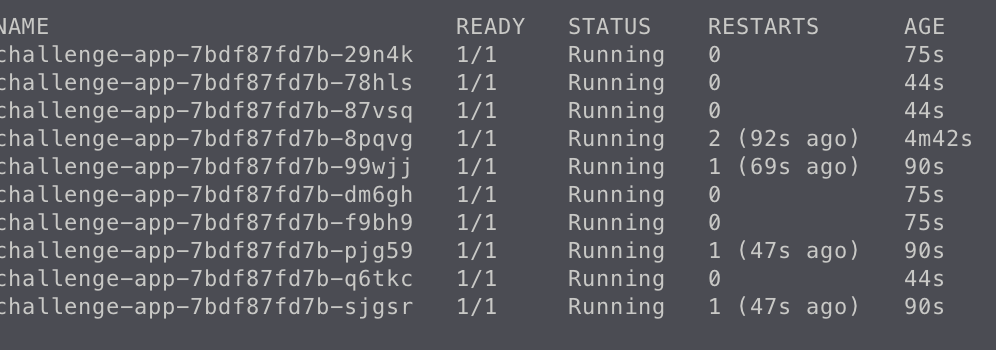 NAME READY STATUS RESTARTS AGE
challenge-app-7bdf87fd7b-29n4k 1/1 Running 0 75s
challenge-app-7bdf87fd7b-78hls 1/1 Running 0 44s
challenge-app-7bdf87fd7b-87vsq 1/1 Running 0 44s
challenge-app-7bdf87fd7b-8pqvg 1/1 Running 2 (92s ago) 4m42s
challenge-app-7bdf87fd7b-99wjj 1/1 Running 1 (69s ago) 90s
challenge-app-7bdf87fd7b-dm6gh 1/1 Running 0 75s
challenge-app-7bdf87fd7b-f9bh9 1/1 Running 0 75s
challenge-app-7bdf87fd7b-pjg59 1/1 Running 1 (47s ago) 90s
challenge-app-7bdf87fd7b-q6tkc 1/1 Running 0 44s
challenge-app-7bdf87fd7b-sjgsr 1/1 Running 1 (47s ago) 90s